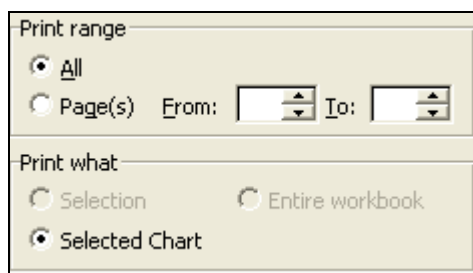 Print range
All
Page(s) From: To:
Print what
Selection Entire workbook
Selected Chart